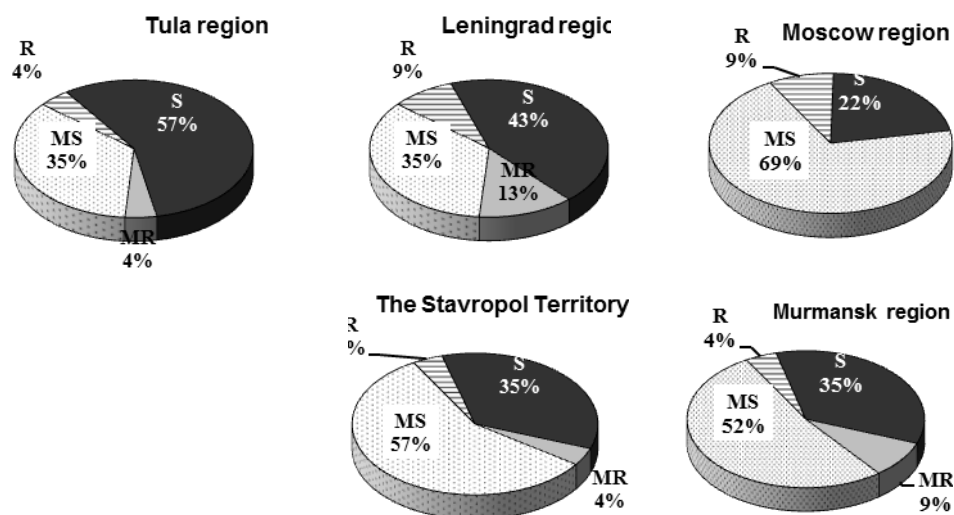 Tula region
R
4%
S
57%
MS
35%
MR
4%
Leningrad regic
R
9%
S
43%
MS
35%
MR
13%
Moscow region
R
9%
S
22%
MS
69%
The Stavropol Territory
R
%
S
35%
MS
57%
MR
4%
Murmansk region
R
4%
S
35%
MS
52%
MR
9%